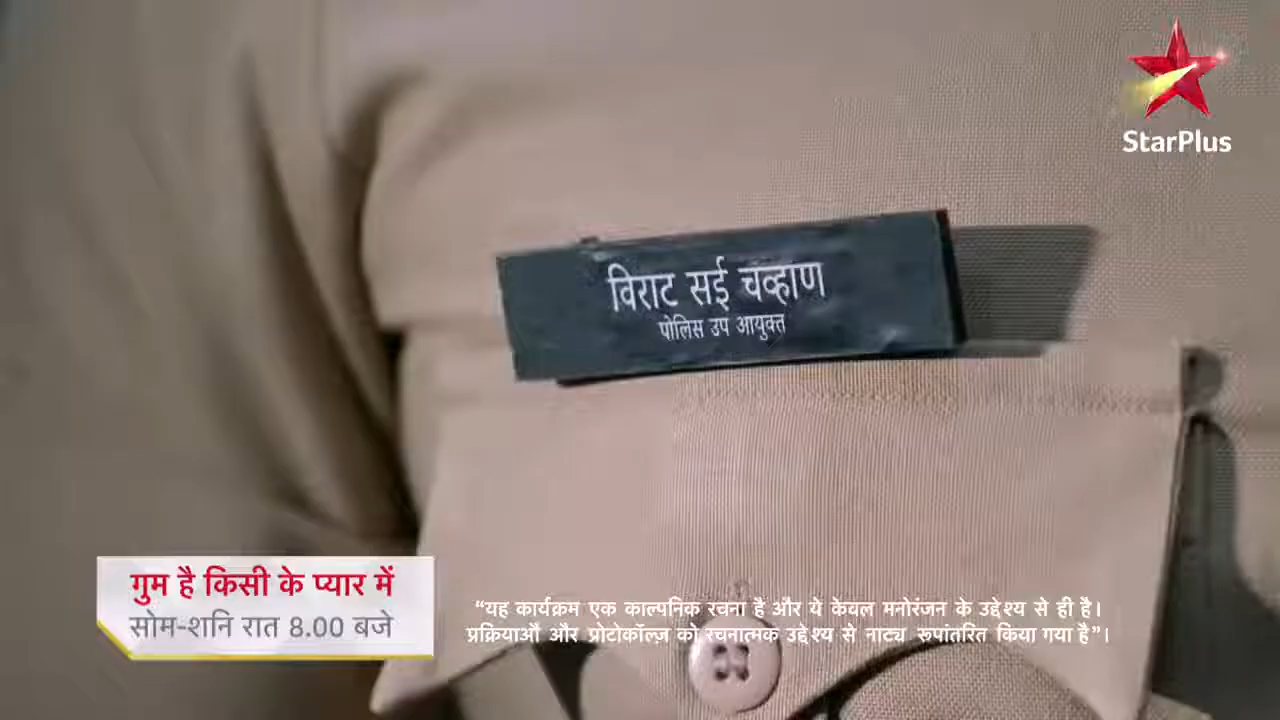 StarPlus
विराट सई चव्हाण
पोलिस उप आयुक्त
गुम है किसी के प्यार में
सोम-शनि रात 8.00 बजे
“यह कार्यक्रम एक काल्पनिक रचना है और ये केवल मनोरंजन के उद्देश्य से ही है।
प्रक्रियाओं और प्रोटोकॉल्ज़ को रचनात्मक उद्देश्य से नाट्य रूपांतरित किया गया है”।